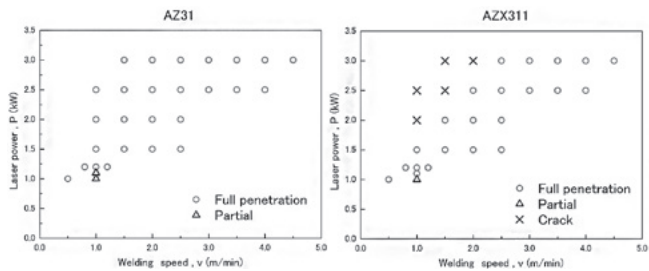 AZ31
3.5
3.0
2.5
2.0
1.5
1.0
0.5
0.0
Laser power , P (kW)
Full penetration
Partial
0.0 1.0 2.0 3.0 4.0 5.0
Welding speed , v (m/min)
AZX311
3.5
3.0
2.5
2.0
1.5
1.0
0.5
0.0
Laser power , P (kW)
Full penetration
Partial
Crack
0.0 1.0 2.0 3.0 4.0 5.0
Welding speed , v (m/min)